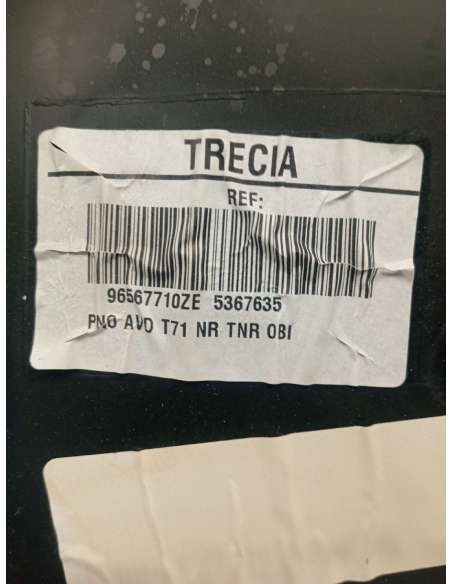 TRECIA
REF:
96567710ZE 5367635
PNO AVD T71 NR TNR OBI